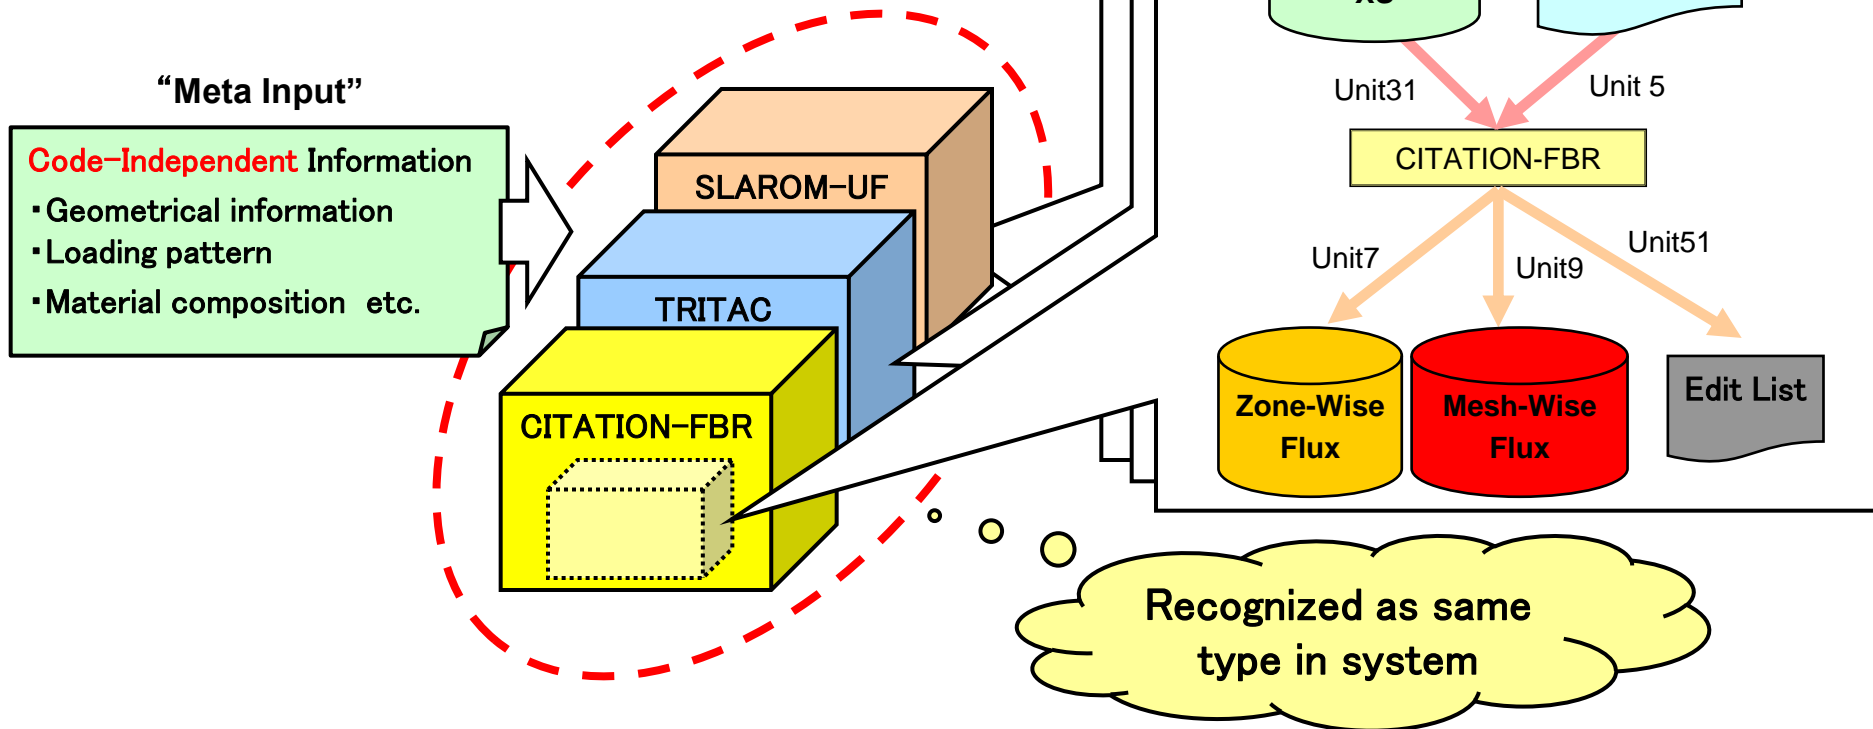 “Meta Input”
Code-Independent Information
・Geometrical information
・Loading pattern
・Material composition etc.
SLAROM-UF
TRITAC
CITATION-FBR
Unit31
Unit 5
CITATION-FBR
Unit7
Unit9
Unit51
Zone-Wise
Flux
Mesh-Wise
Flux
Edit List
Recognized as same
type in system